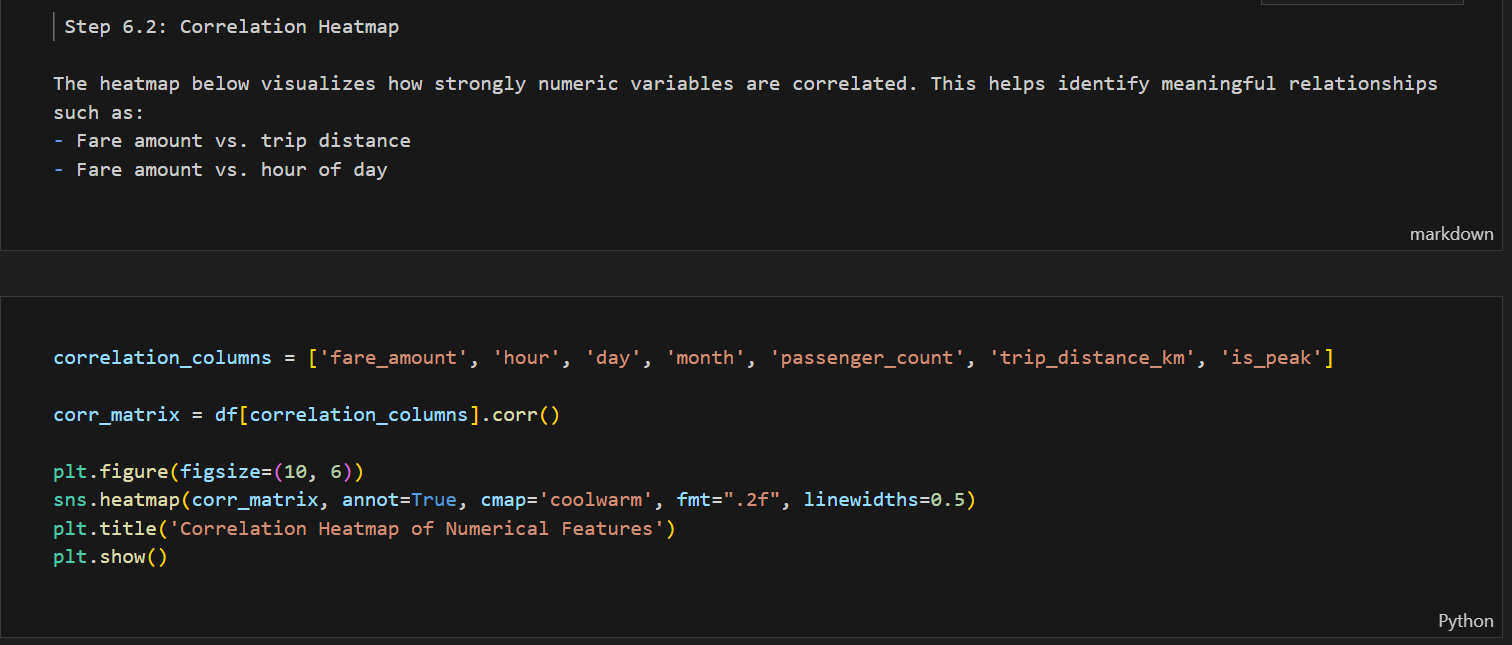 Step 6.2: Correlation Heatmap
The heatmap below visualizes how strongly numeric variables are correlated. This helps identify meaningful relationships
such as:
- Fare amount vs. trip distance
- Fare amount vs. hour of day
markdown
correlation_columns = ['fare_amount', 'hour', 'day', 'month', 'passenger_count', 'trip_distance_km', 'is_peak']
corr_matrix = df[correlation_columns].corr()
plt.figure(figsize=(10, 6))
sns.heatmap(corr_matrix, annot=True, cmap='coolwarm', fmt=".2f", linewidths=0.5)
plt.title('Correlation Heatmap of Numerical Features')
plt.show()
Python